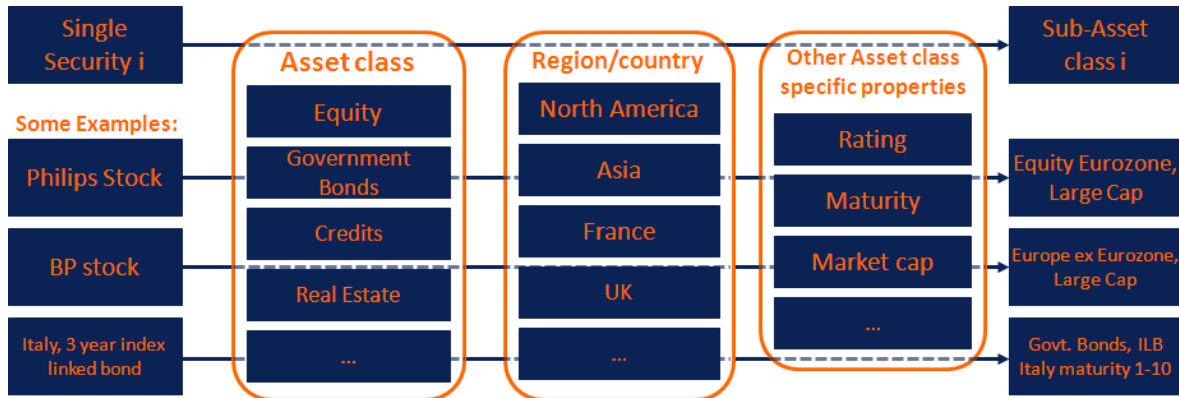 Single
Security i
Some Examples:
Philips Stock
BP stock
Italy, 3 year index
linked bond
Asset class
Equity
Government
Bonds
Credits
Real Estate
...
Region/country
North America
Asia
France
UK
...
Other Asset class
specific properties
Rating
Maturity
Market cap
...
Sub-Asset
class i
Equity Eurozone,
Large Cap
Europe ex Eurozone,
Large Cap
Govt. Bonds, ILB
Italy maturity 1-10